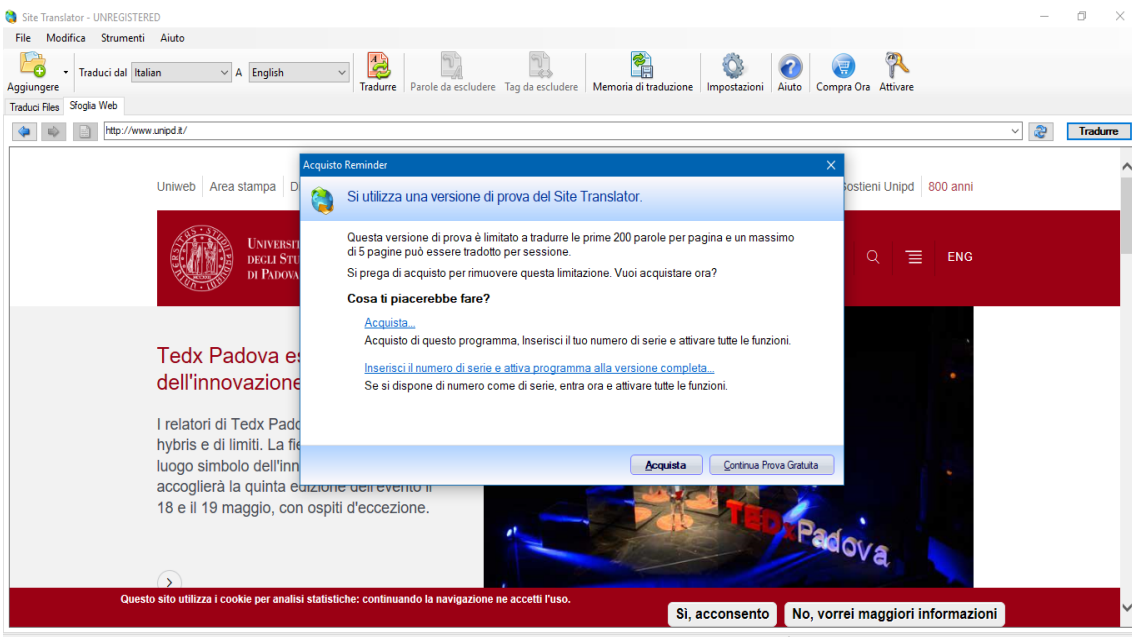 Site Translator - UNREGISTERED
File Modifica Strumenti Aiuto
Aggiungere
Traduci dal Italian A English
Tradurre
Parole da escludere
Tag da escludere
Memoria di traduzione
Impostazioni
Aiuto
Compra Ora
Attivare
Traduci Files Sfoglia Web
http://www.unipd.it/
Tradurre
Acquisto Reminder
Uniweb Area stampa D
Sostieni Unipd 800 anni
Si utilizza una versione di prova del Site Translator.
UNIVERSI
DEGLI STU
DI PADOVA
ENG
Questa versione di prova è limitato a tradurre le prime 200 parole per pagina e un massimo
di 5 pagine può essere tradotto per sessione.
Si prega di acquisto per rimuovere questa limitazione. Vuoi acquistare ora?
Cosa ti piacerebbe fare?
Acquista...
Acquisto di questo programma, Inserisci il tuo numero di serie e attivare tutte le funzioni.
Inserisci il numero di serie e attiva programma alla versione completa...
Se si dispone di numero come di serie, entra ora e attivare tutte le funzioni.
Acquista Continua Prova Gratuita
Tedx Padova es
dell'innovazione
I relatori di Tedx Pado
hybris e di limiti. La fie
luogo simbolo dell'inn
accoglierà la quinta edizione dell'evento il
18 e il 19 maggio, con ospiti d'eccezione.
TEDxPadova
Questo sito utilizza i cookie per analisi statistiche: continuando la navigazione ne accetti l'uso.
Sì, acconsento No, vorrei maggiori informazioni